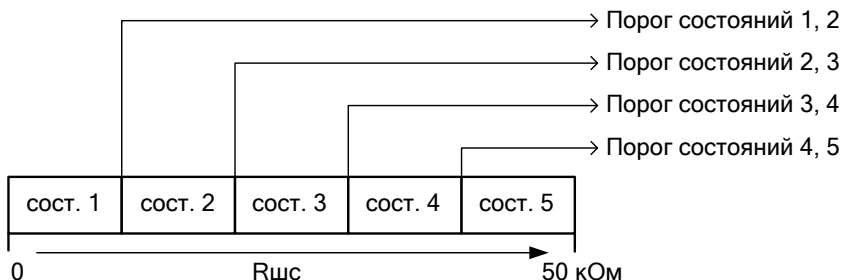 Порог состояний 1, 2
Порог состояний 2, 3
Порог состояний 3, 4
Порог состояний 4, 5
сост. 1 сост. 2 сост. 3 сост. 4 сост. 5
0 Rшс 50 кОм